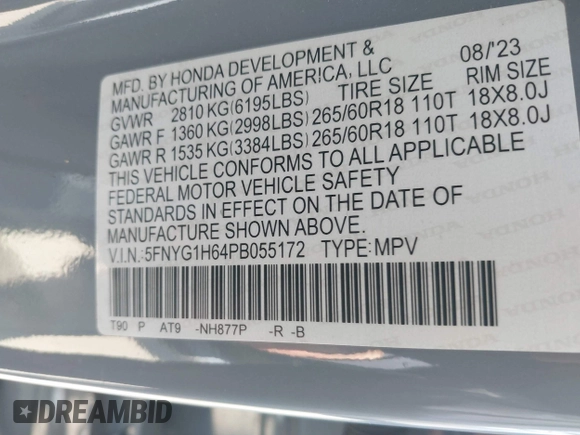 MFD. BY HONDA DEVELOPMENT & 08/'23
MANUFACTURING OF AMERICA, LLC
TIRE SIZE RIM SIZE
GVWR 2810 KG(6195LBS)
GAWR F 1360 KG(2998LBS) 265/60R18 110T 18X8.0J
GAWR R 1535 KG(3384LBS) 265/60R18 110T 18X8.0J
THIS VEHICLE CONFORMS TO ALL APPLICABLE
FEDERAL MOTOR VEHICLE SAFETY
STANDARDS IN EFFECT ON THE DATE OF
MANUFACTURE SHOWN ABOVE.
V.I.N.:5FNYG1H64PB055172 TYPE:MPV
T90 P AT9 -NH877P -R -B
DREAMBID